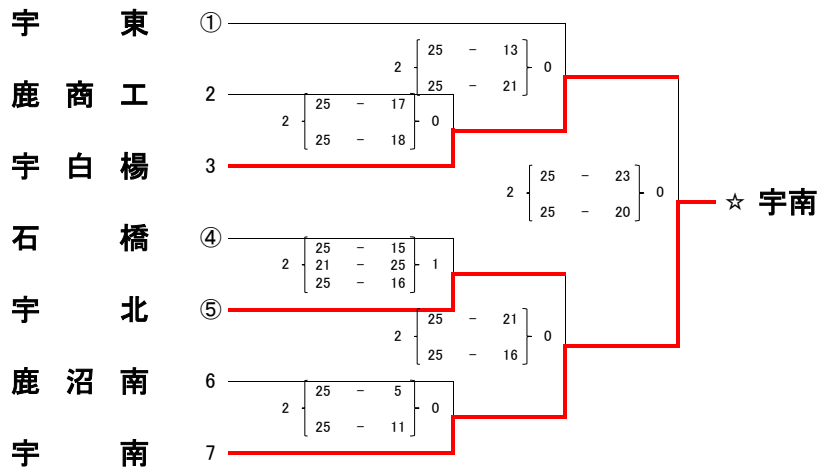 宇 東 ①
2 25 － 13 0
25 － 21
鹿 商 工 2
2 25 － 17 0
25 － 18
宇 白 楊 3
2 25 － 23 0
25 － 20
☆ 宇南
石 橋 ④
25 － 15
2 21 － 25 1
25 － 16
宇 北 ⑤
2 25 － 21 0
25 － 16
鹿 沼 南 6
2 25 － 5 0
25 － 11
宇 南 7